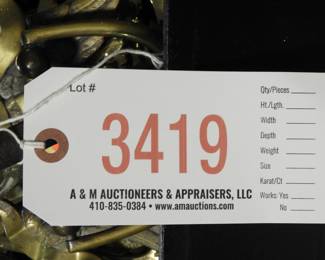 Lot #
3419
A & M AUCTIONEERS & APPRAISERS, LLC
410-835-0384 • www.amauctions.com
Qty/Pieces
Ht./Lgth.
Width
Depth
Weight
Size
Karat/Ct
Works: Yes
No